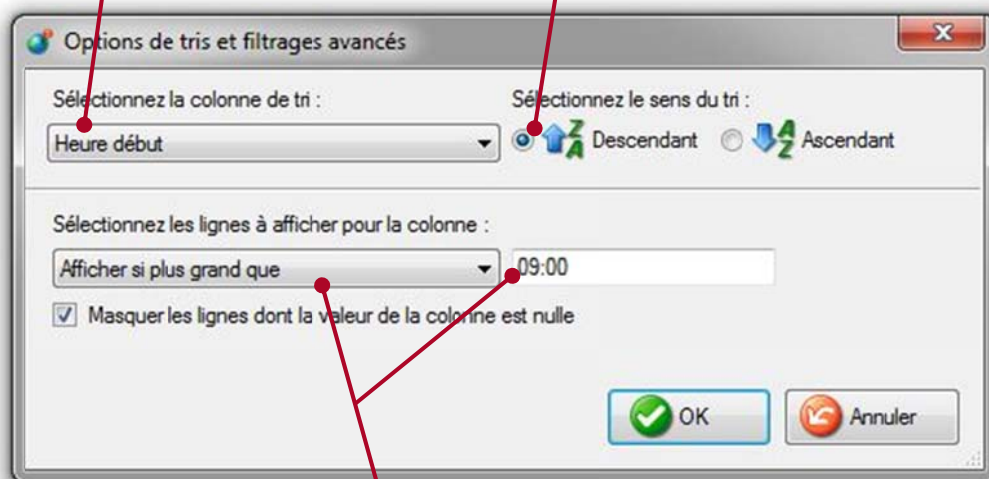 Options de tris et filtrages avancés
Sélectionnez la colonne de tri :
Sélectionnez le sens du tri :
Heure début
Z
A
Descendant
A
Z
Ascendant
Sélectionnez les lignes à afficher pour la colonne :
Afficher si plus grand que
09:00
Masquer les lignes dont la valeur de la colonne est nulle
OK
Annuler